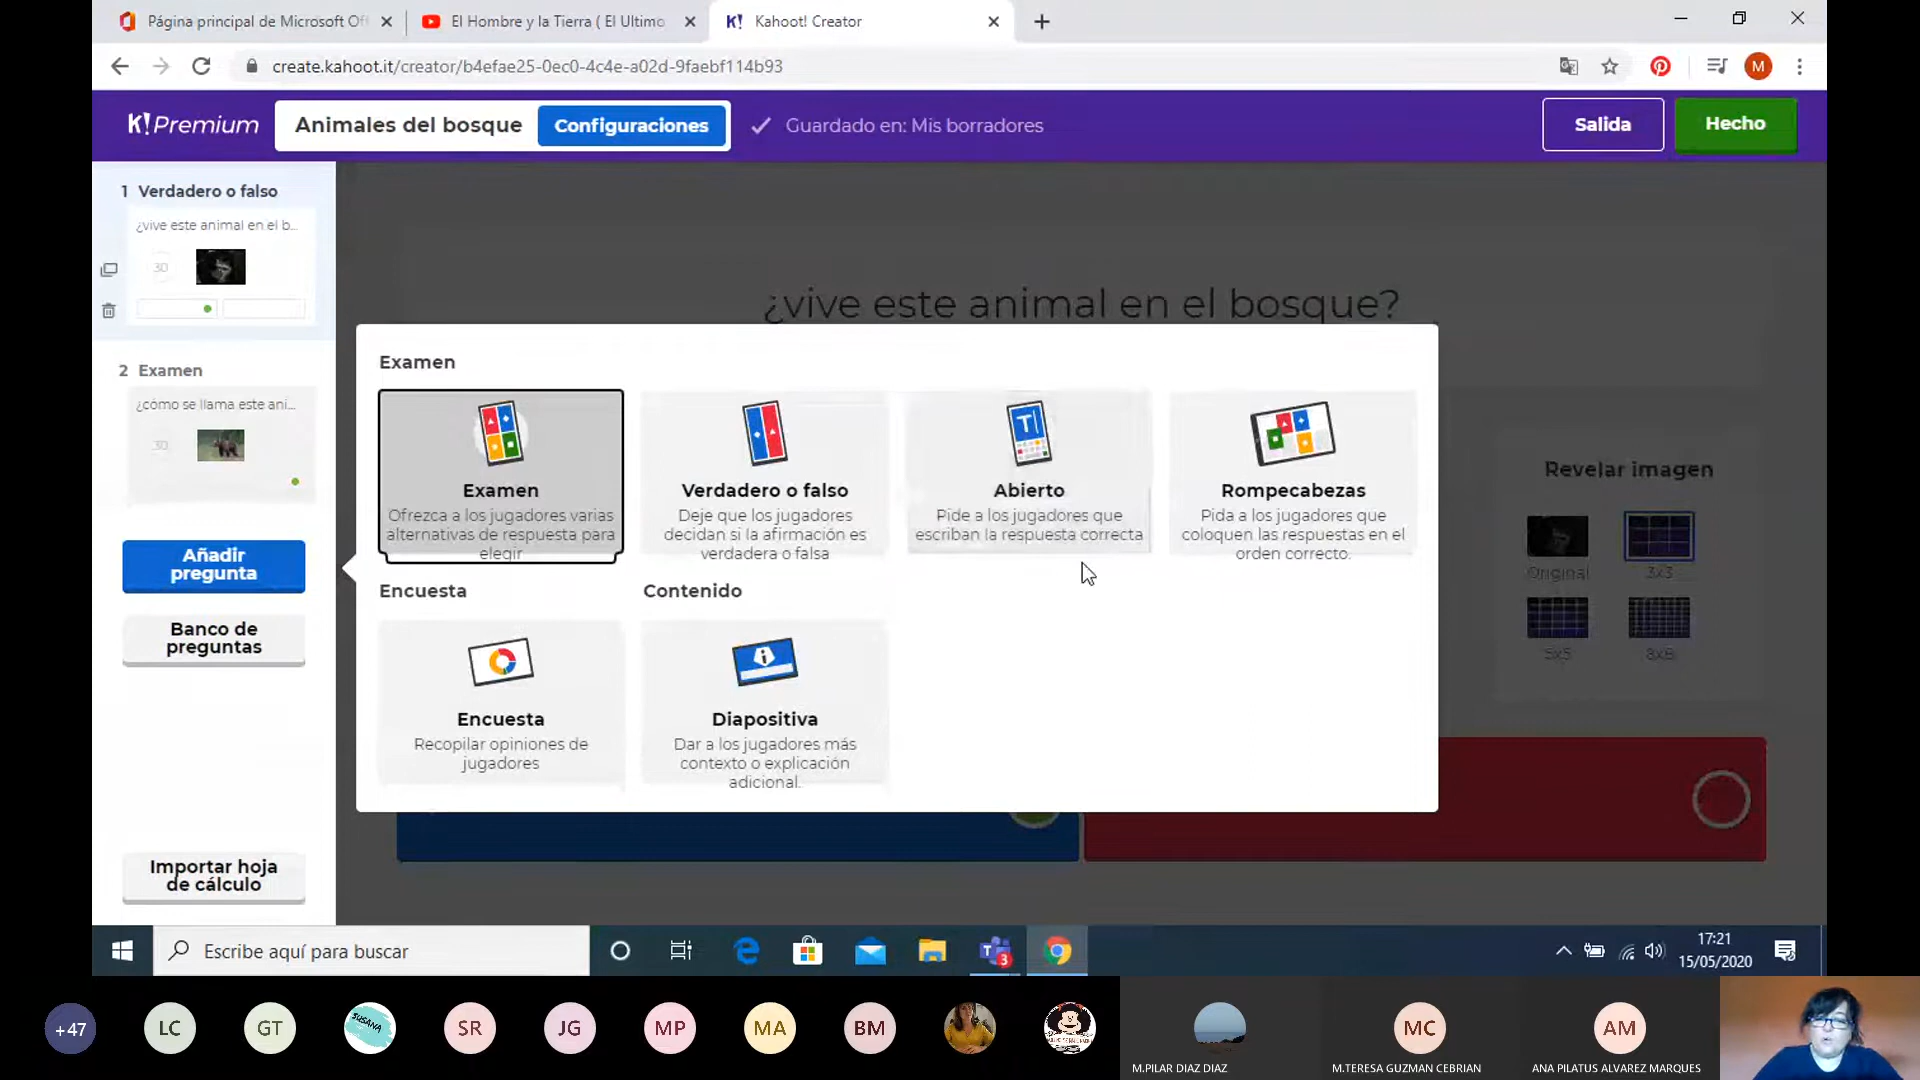 Página principal de Microsoft Of
El Hombre y la Tierra ( El Ultimo
K! Kahoot! Creator
create.kahoot.it/creator/b4efae25-0ec0-4c4e-a02d-9faebf114b93
M
K!Premium
Animales del bosque
Configuraciones
Guardado en: Mis borradores
Salida
Hecho
1 Verdadero o falso
¿vive este animal en el b...
30
2 Examen
¿cómo se llama este ani...
30
Añadir
pregunta
Banco de
preguntas
Importar hoja
de cálculo
¿vive este animal en el bosque?
Examen
Examen
Ofrezca a los jugadores varias
alternativas de respuesta para
elegir
Verdadero o falso
Deje que los jugadores
decidan si la afirmación es
verdadera o falsa
Abierto
Pide a los jugadores que
escriban la respuesta correcta
Rompecabezas
Pida a los jugadores que
coloquen las respuestas en el
orden correcto.
Encuesta
Encuesta
Recopilar opiniones de
jugadores
Contenido
Diapositiva
Dar a los jugadores más
contexto o explicación
adicional.
Revelar imagen
Original
3x3
5x5
8x8
Escribe aquí para buscar
3
17:21
15/05/2020
+47
LC
GT
SUSANA
SR
JG
MP
MA
BM
M.PILAR DIAZ DIAZ
MC
M.TERESA GUZMAN CEBRIAN
AM
ANA PILATUS ALVAREZ MARQUES